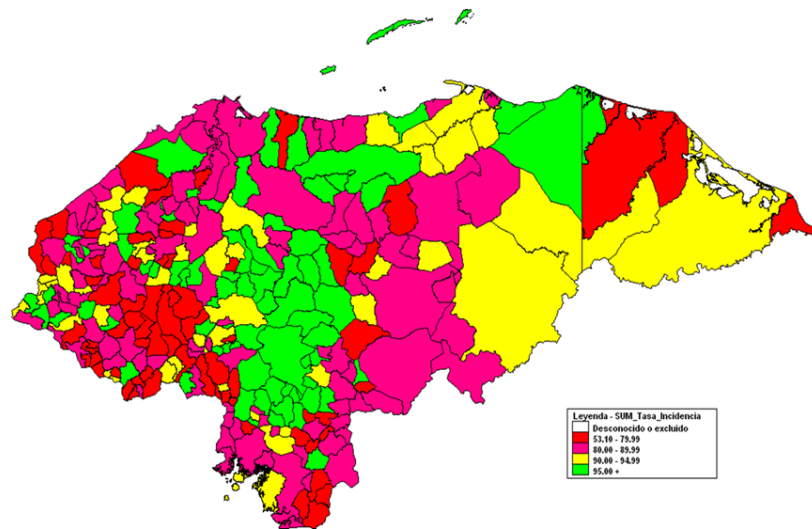 Leyenda - SUM_Tasa_Incidencia
Desconocido o excluido
53.10 - 79.99
80.00 - 89.99
90.00 - 94.99
95.00 +